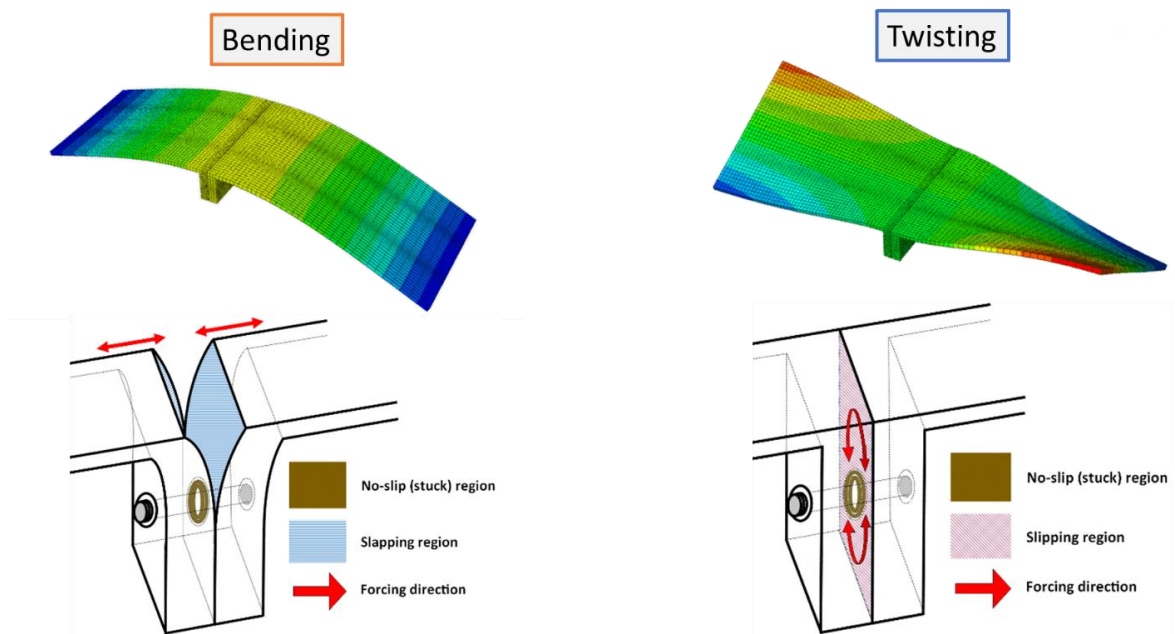 Bending
Twisting
No-slip (stuck) region
Slapping region
Forcing direction
No-slip (stuck) region
Slipping region
Forcing direction